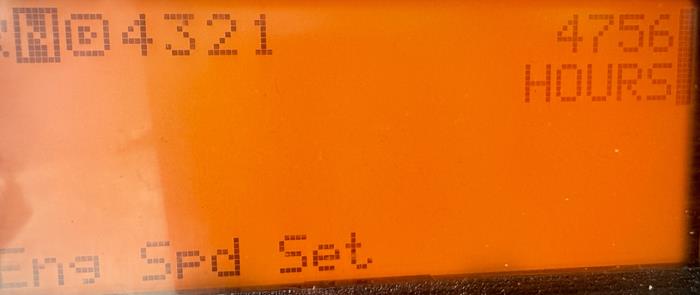 N P 4321
4756
HOURS
Eng Spd Set